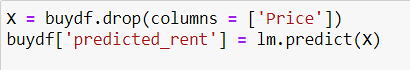 X = buydf.drop(columns = ['Price'])
buydf['predicted_rent'] = lm.predict(X)